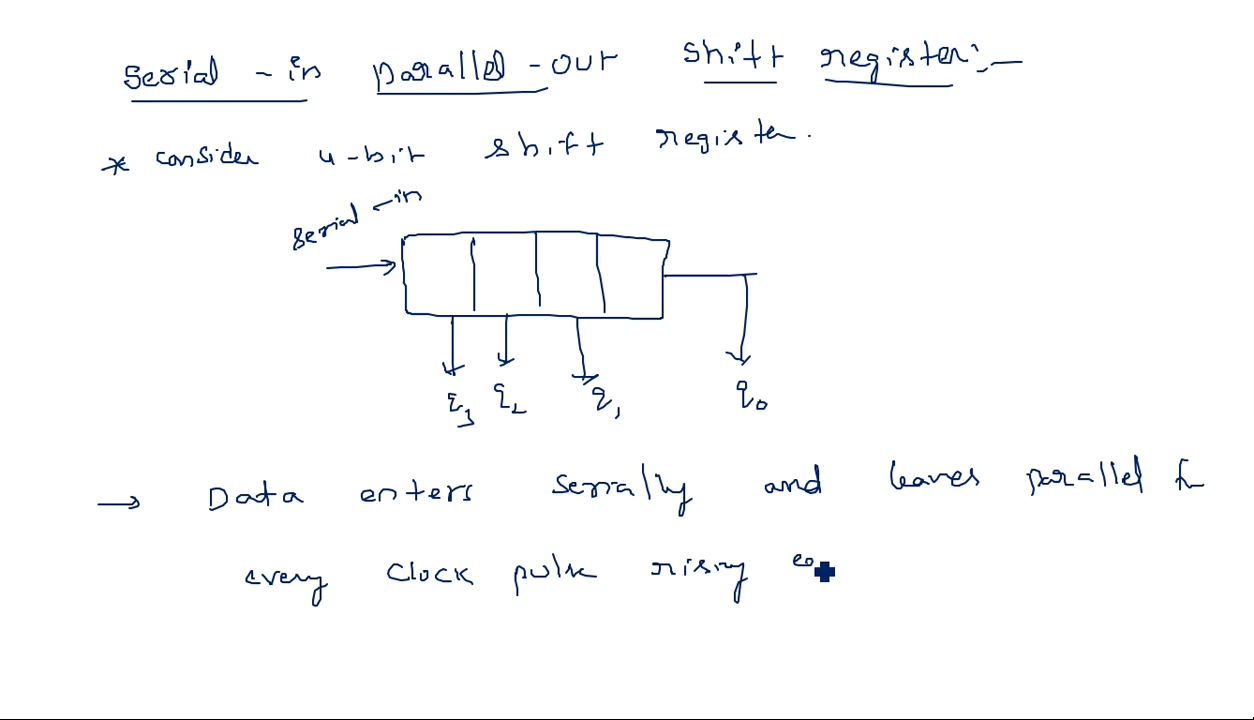 Serial - in parallel - out shift register :-
* consider 4-bit shift register.
serial -in
q3 q2 q1 q0
→ Data enters serially and leaves parallel for
every clock pulse rising